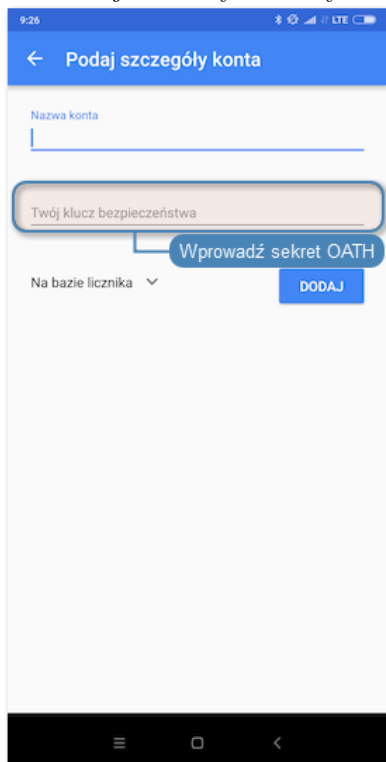 9:26
LTE
Podaj szczegóły konta
Nazwa konta
Twój klucz bezpieczeństwa
Wprowadź sekret OATH
Na bazie licznika
DODAJ